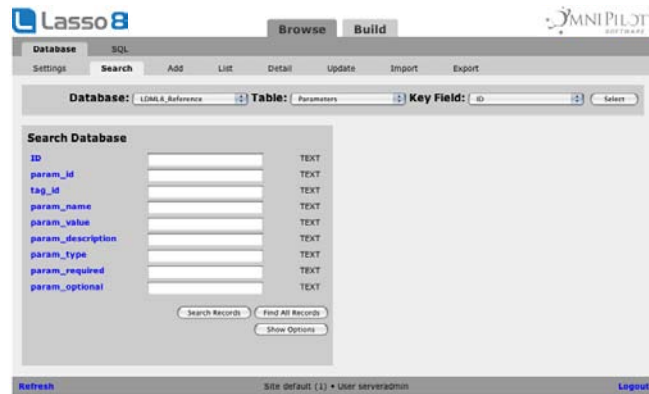 Lasso 8
Browse Build
OMNIPILOT
SOFTWARE
Database SQL
Settings Search Add List Detail Update Import Export
Database: LDML8_Reference Table: Parameters Key Field: ID Select
Search Database
ID TEXT
param_id TEXT
tag_id TEXT
param_name TEXT
param_value TEXT
param_description TEXT
param_type TEXT
param_required TEXT
param_optional TEXT
Search Records Find All Records
Show Options
Refresh Site default (1) • User serveradmin Logout